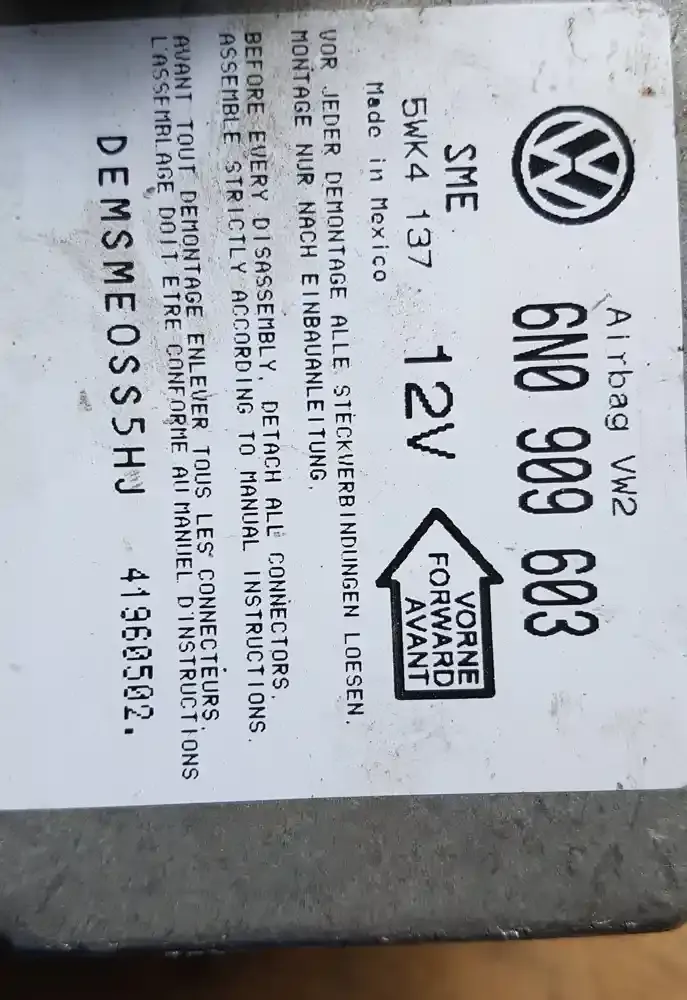 Airbag VW2
6N0 909 603
SME
5WK4 137. 12V
Made in Mexico
VORNE
FORWARD
AVANT
VOR JEDER DEMONTAGE ALLE STECKVERBINDUNGEN LOESEN,
MONTAGE NUR NACH EINBAUANLEITUNG.
BEFORE EVERY DISASSEMBLY, DETACH ALL CONNECTORS,
ASSEMBLE STRICTLY ACCORDING TO MANUAL INSTRUCTIONS.
AVANT TOUT DEMONTAGE ENLEVER TOUS LES CONNECTEURS,
L'ASSEMBLAGE DOIT ETRE CONFORME AU MANUEL D'INSTRUCTIONS
DEMSMEOSS5HJ 41960502.